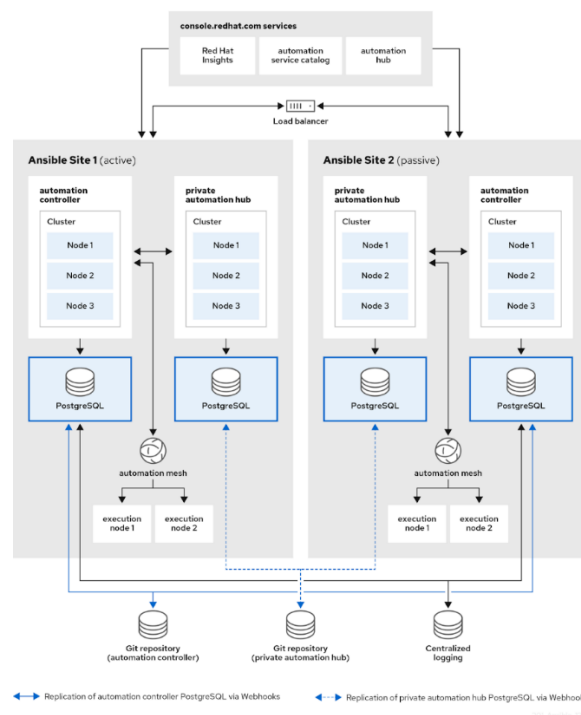 console.redhat.com services
Red Hat
Insights
automation
service catalog
automation
hub
Load balancer
Ansible Site 1 (active)
automation
controller
Cluster
Node 1
Node 2
Node 3
private
automation hub
Cluster
Node 1
Node 2
Node 3
PostgreSQL
PostgreSQL
automation mesh
execution
node 1
execution
node 2
Ansible Site 2 (passive)
private
automation hub
Cluster
Node 1
Node 2
Node 3
automation
controller
Cluster
Node 1
Node 2
Node 3
PostgreSQL
PostgreSQL
automation mesh
execution
node 1
execution
node 2
Git repository
(automation controller)
Git repository
(private automation hub)
Centralized
logging
Replication of automation controller PostgreSQL via Webhooks
Replication of private automation hub PostgreSQL via Webhoo